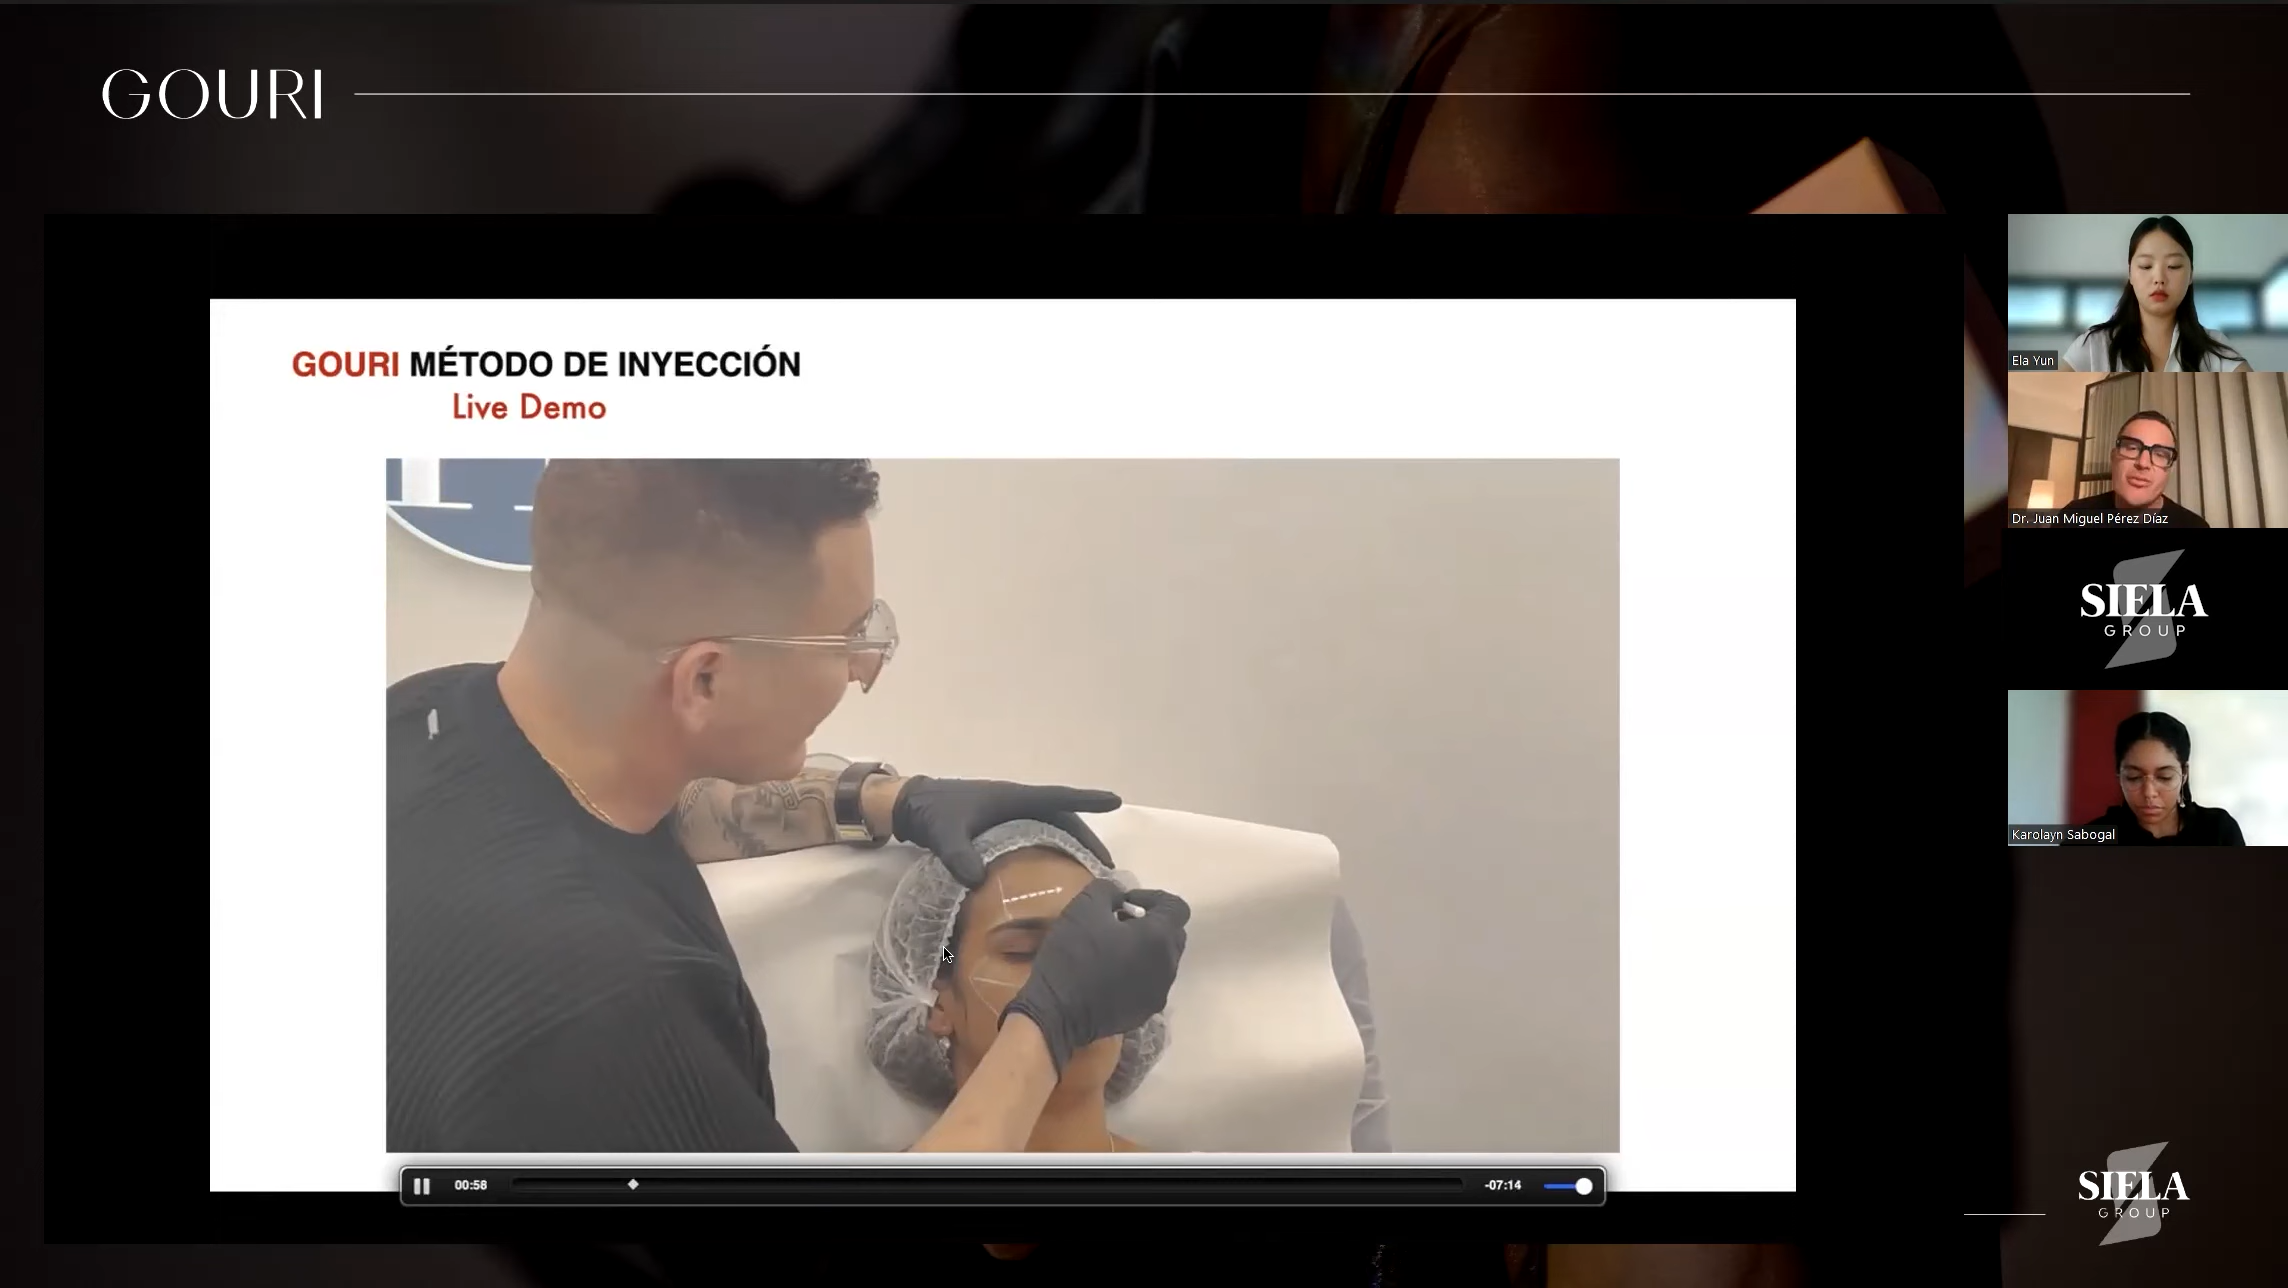 GOURI
GOURI MÉTODO DE INYECCIÓN
Live Demo
00:58
-07:14
Ela Yun
Dr. Juan Miguel Pérez Díaz
SIELA
GROUP
Karolayn Sabogal
SIELA
GROUP